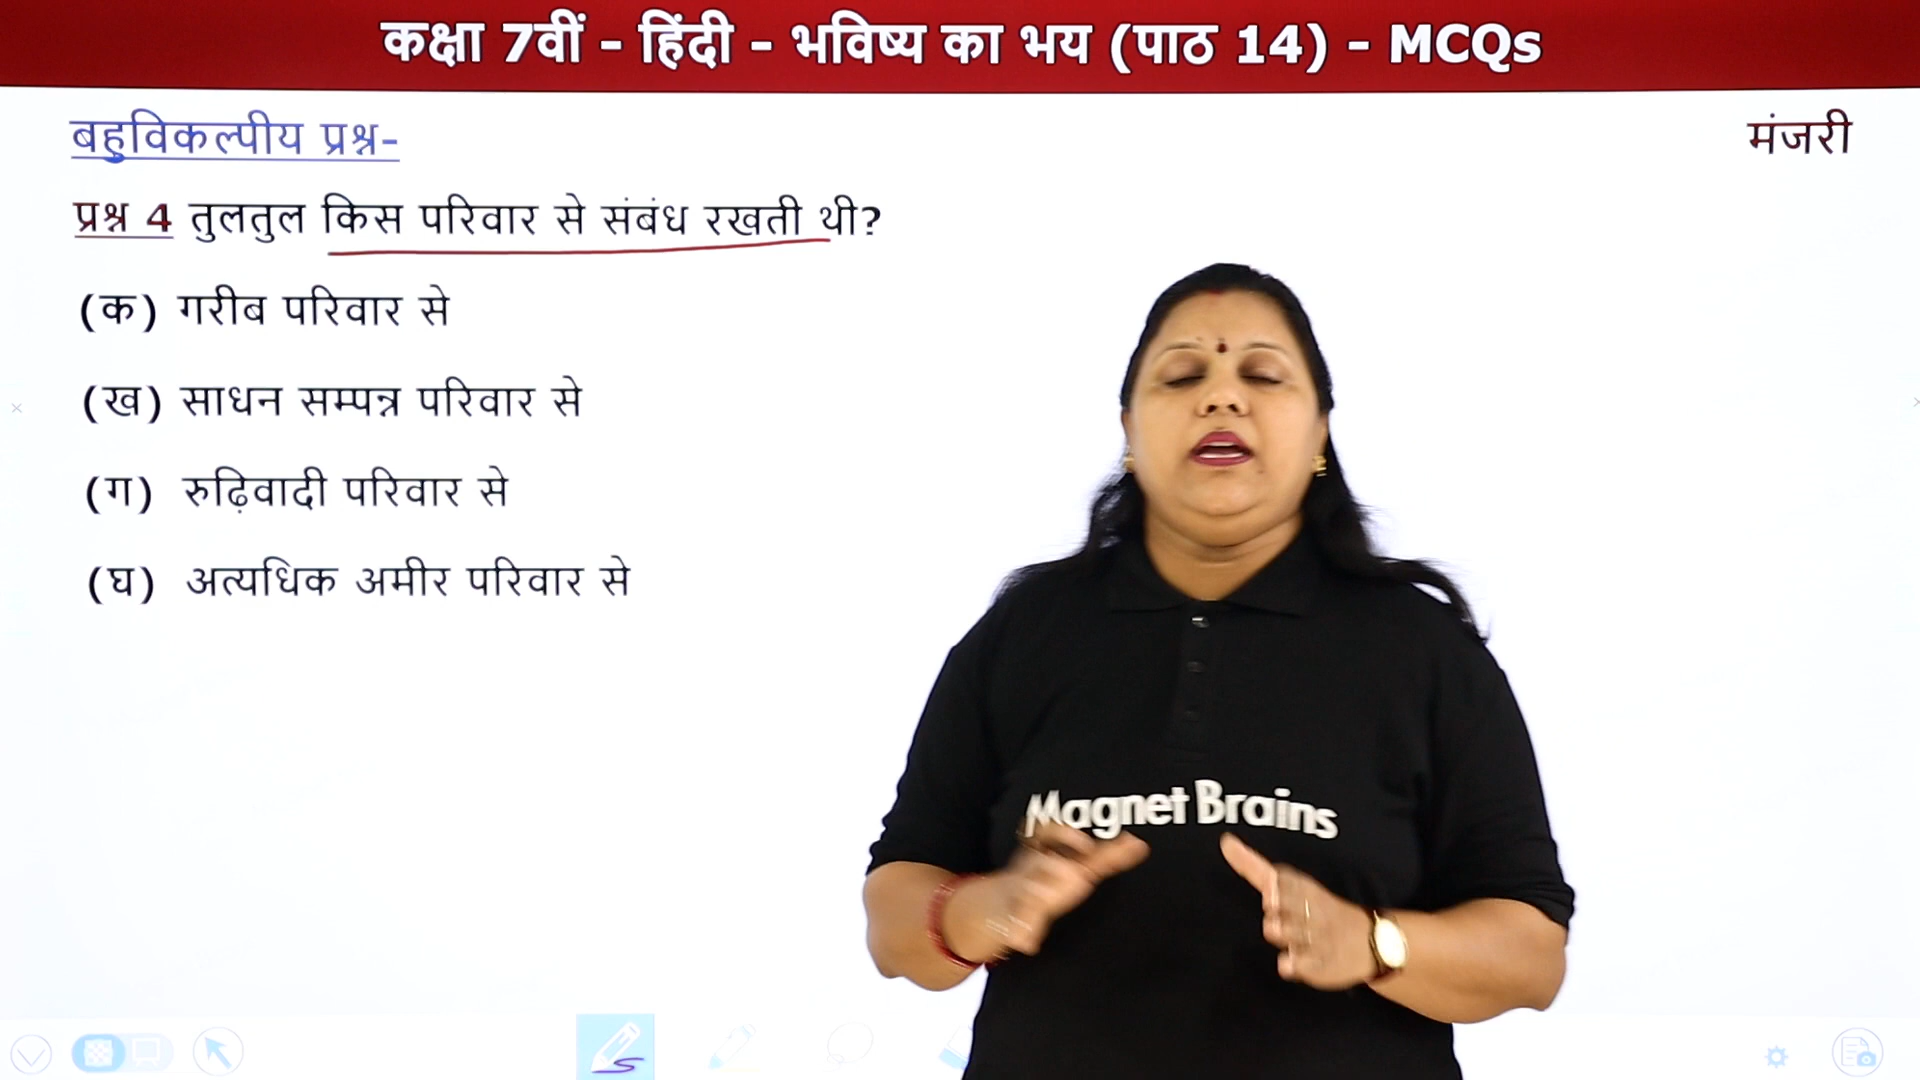 कक्षा 7वीं - हिंदी - भविष्य का भय (पाठ 14) - MCQs
बहुविकल्पीय प्रश्न-
मंजरी
प्रश्न 4 तुलतुल किस परिवार से संबंध रखती थी?
(क) गरीब परिवार से
(ख) साधन सम्पन्न परिवार से
(ग) रुढ़िवादी परिवार से
(घ) अत्यधिक अमीर परिवार से
Magnet Brains